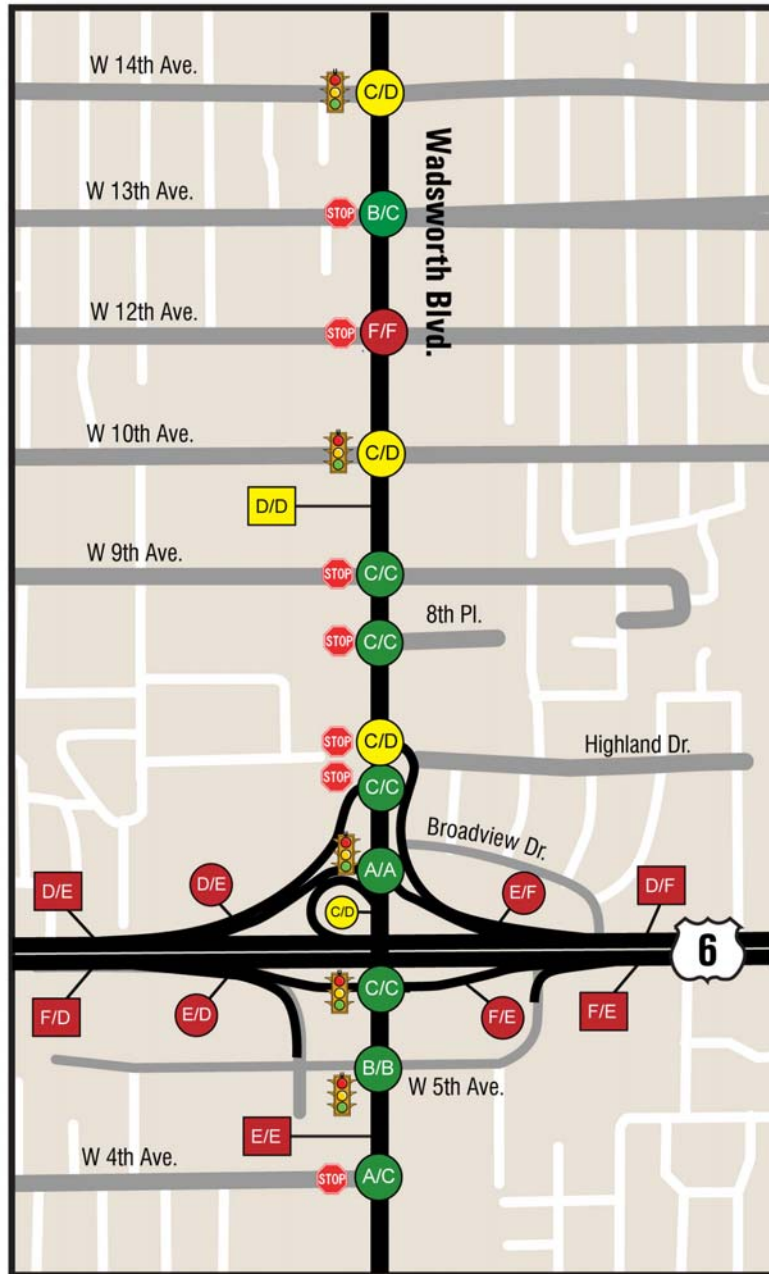 W 14th Ave.
C/D
Wadsworth Blvd.
W 13th Ave.
STOP
B/C
W 12th Ave.
STOP
F/F
W 10th Ave.
C/D
D/D
W 9th Ave.
STOP
C/C
8th Pl.
STOP
C/C
STOP
C/D
Highland Dr.
STOP
C/C
Broadview Dr.
A/A
D/E
D/E
E/F
D/F
C/D
6
F/D
E/D
C/C
F/E
F/E
B/B
W 5th Ave.
E/E
W 4th Ave.
STOP
A/C